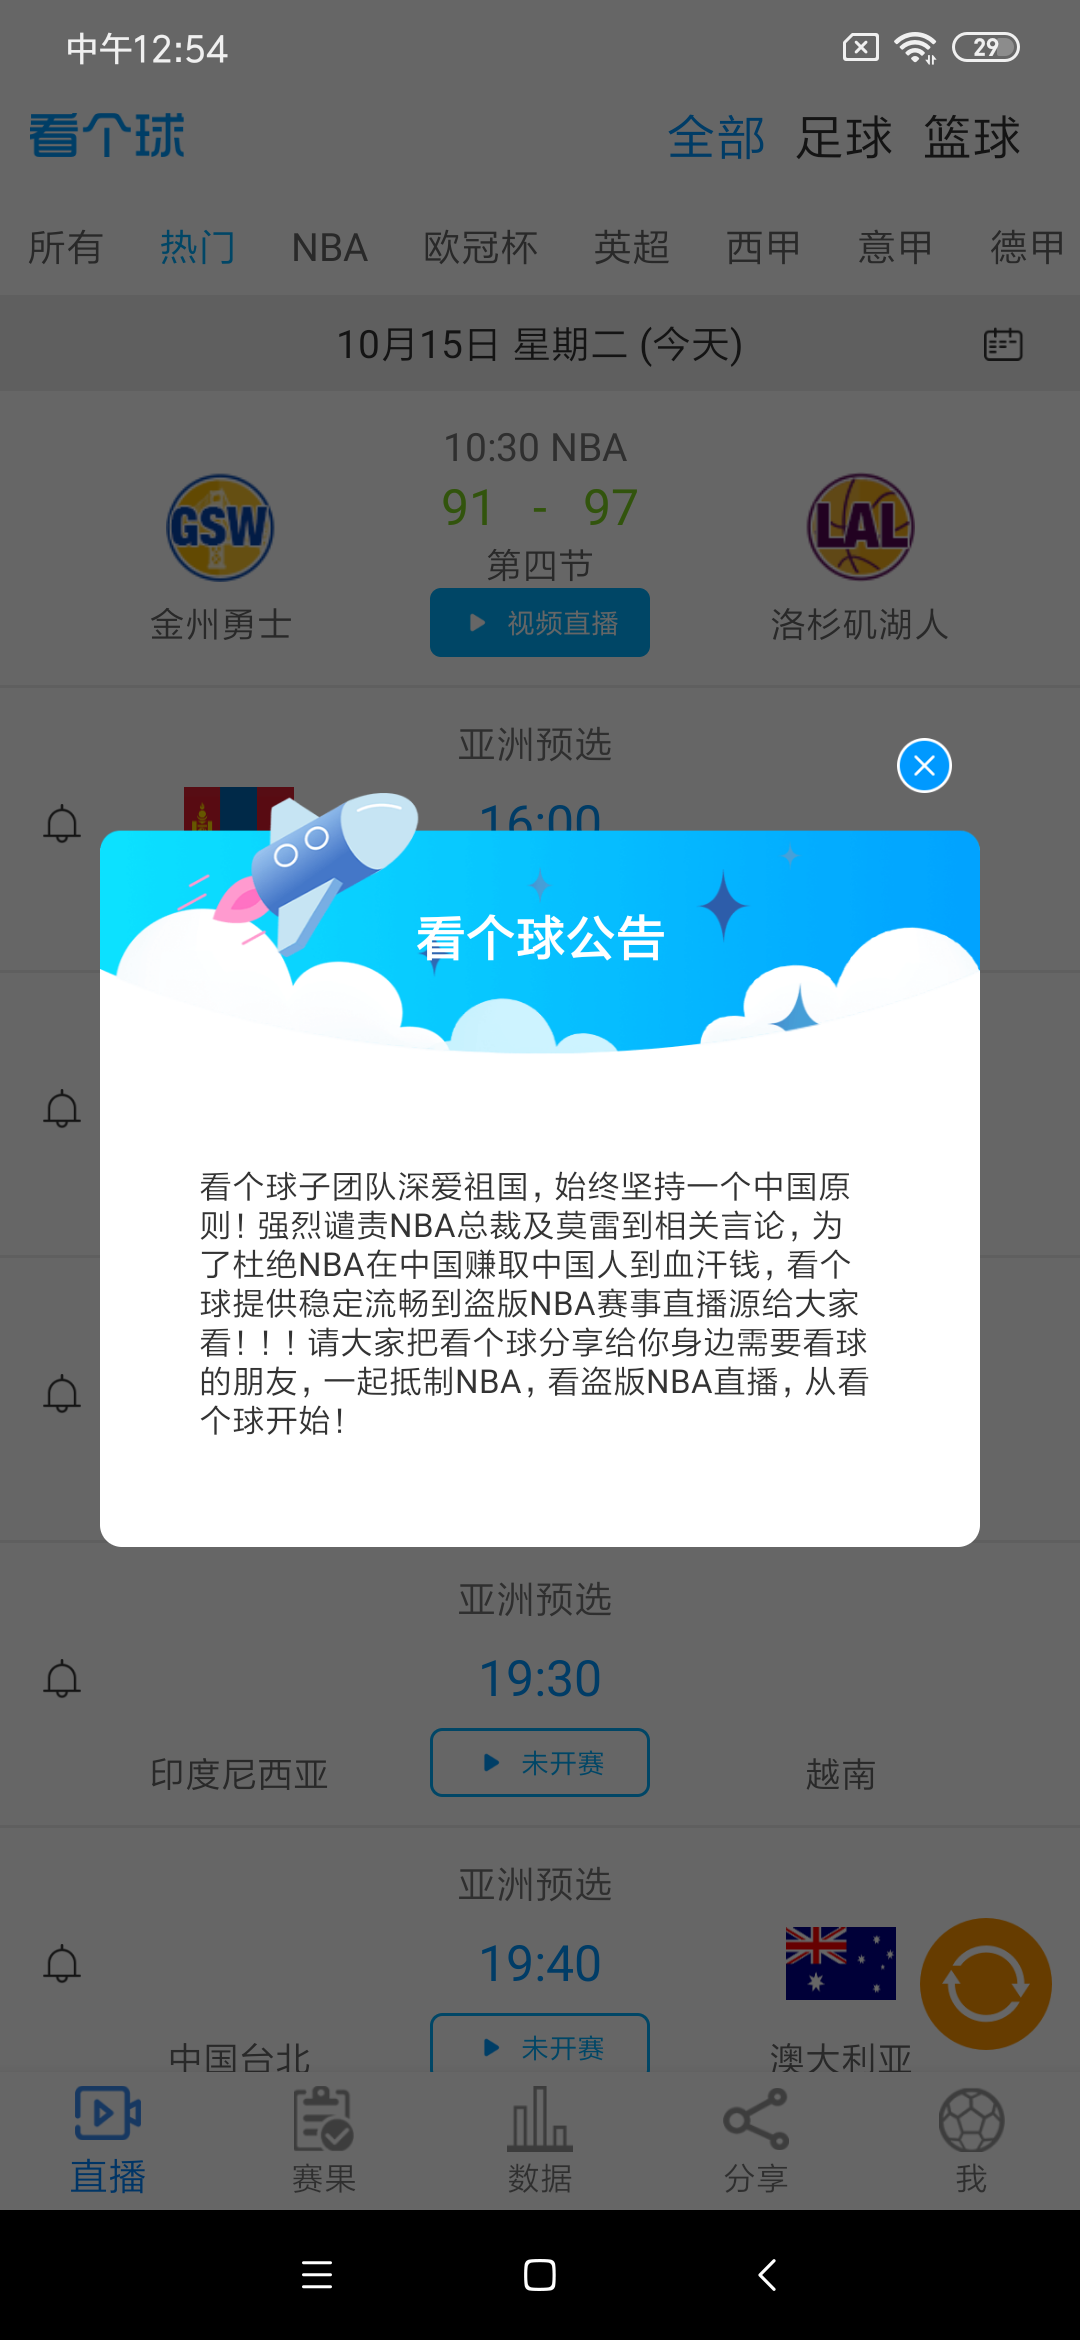 中午12:54
29
看个球
全部 足球 篮球
所有 热门 NBA 欧冠杯 英超 西甲 意甲 德甲
10月15日 星期二 (今天)
10:30 NBA
GSW 91 - 97 LAL
第四节
金州勇士 视频直播 洛杉矶湖人
亚洲预选
16:00
看个球公告
看个球子团队深爱祖国，始终坚持一个中国原
则！强烈谴责NBA总裁及莫雷到相关言论，为
了杜绝NBA在中国赚取中国人到血汗钱，看个
球提供稳定流畅到盗版NBA赛事直播源给大家
看！！！请大家把看个球分享给你身边需要看球
的朋友，一起抵制NBA，看盗版NBA直播，从看
个球开始！
亚洲预选
19:30
印度尼西亚 未开赛 越南
亚洲预选
19:40
中国台北 未开赛 澳大利亚
直播 赛果 数据 分享 我